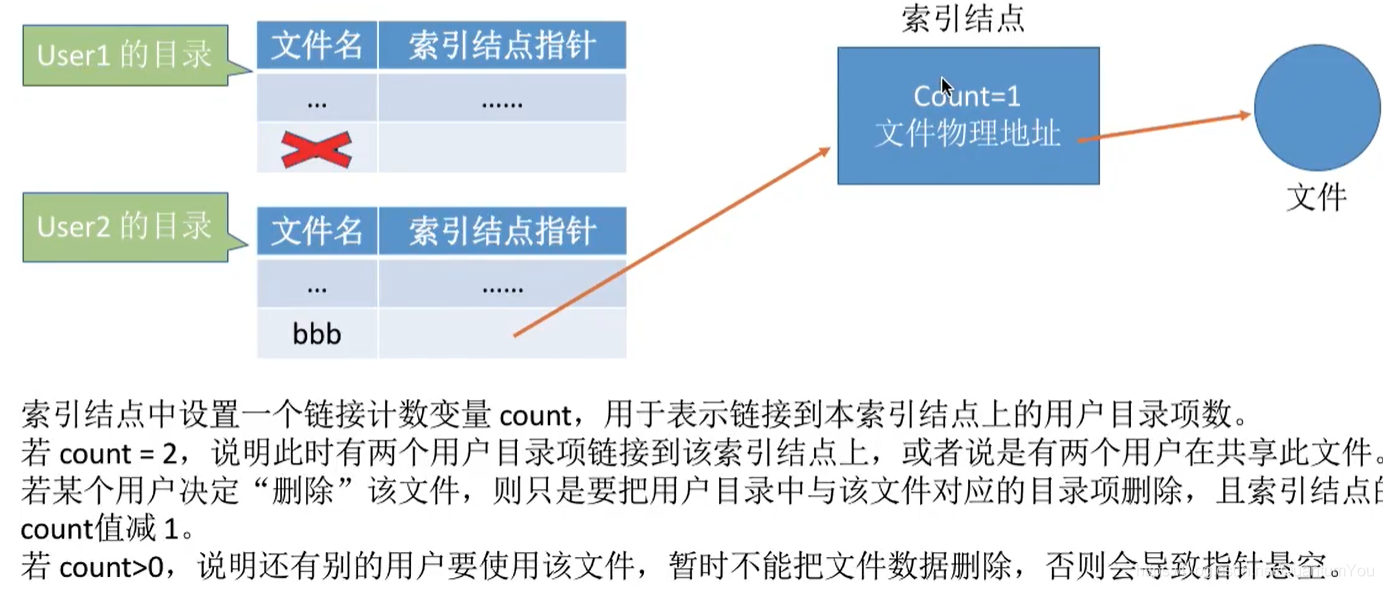 索引结点
User1 的目录
文件名 索引结点指针
... ......
Count=1
文件物理地址
文件
User2 的目录
文件名 索引结点指针
... ......
bbb
索引结点中设置一个链接计数变量 count，用于表示链接到本索引结点上的用户目录项数。
若 count = 2，说明此时有两个用户目录项链接到该索引结点上，或者说是有两个用户在共享此文件。
若某个用户决定“删除”该文件，则只是要把用户目录中与该文件对应的目录项删除，且索引结点的
count值减 1。
若 count>0，说明还有别的用户要使用该文件，暂时不能把文件数据删除，否则会导致指针悬空。